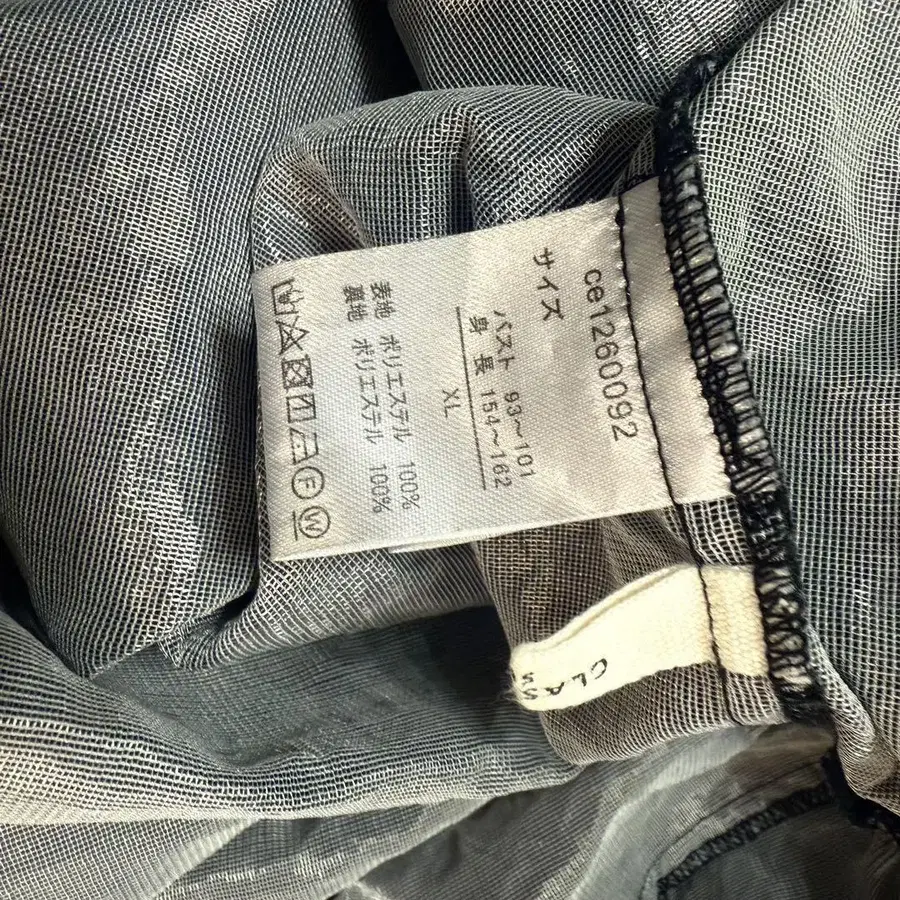 ce1260092
サイズ
バスト 93～101
身長 154～162
XL
表地 ポリエステル 100%
裏地 ポリエステル 100%
F W
CLA